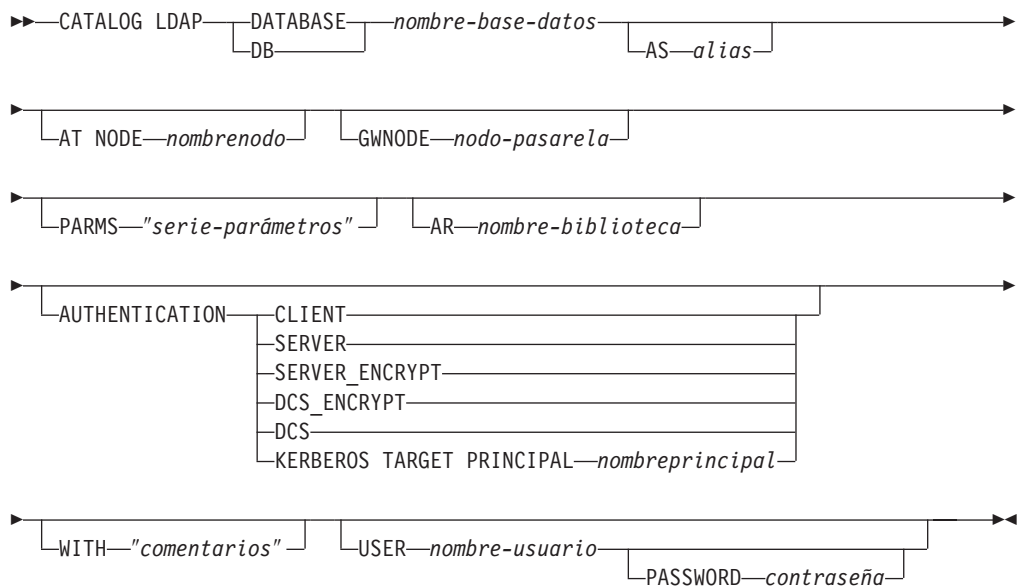 CATALOG LDAP DATABASE nombre-base-datos
DB AS alias
AT NODE nombrenodo GWNODE nodo-pasarela
PARMS "serie-parámetros" AR nombre-biblioteca
AUTHENTICATION CLIENT
SERVER
SERVER_ENCRYPT
DCS_ENCRYPT
DCS
KERBEROS TARGET PRINCIPAL nombreprincipal
WITH "comentarios" USER nombre-usuario
PASSWORD contraseña